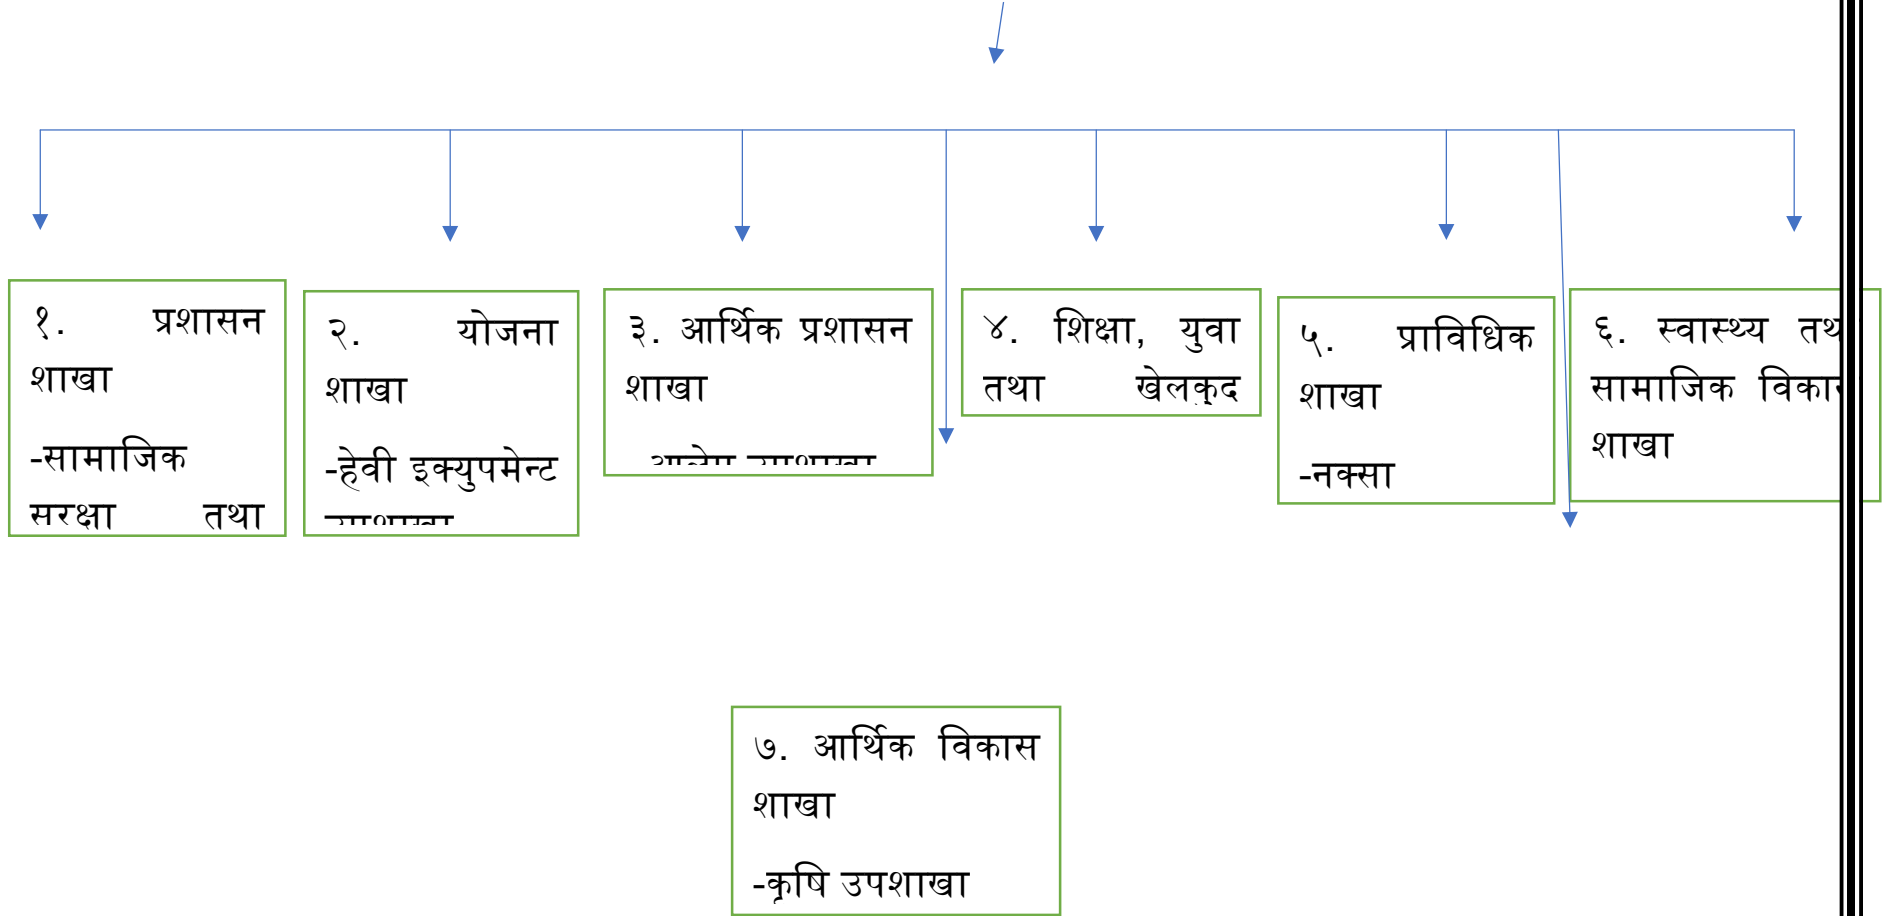 १. प्रशासन
शाखा
-सामाजिक
सुरक्षा तथा
२. योजना
शाखा
-हेवी इक्युपमेन्ट
३. आर्थिक प्रशासन
शाखा
४. शिक्षा, युवा
तथा खेलकुद
५. प्राविधिक
शाखा
-नक्सा
६. स्वास्थ्य
सामाजिक
शाखा
७. आर्थिक विकास
शाखा
-कृषि उपशाखा